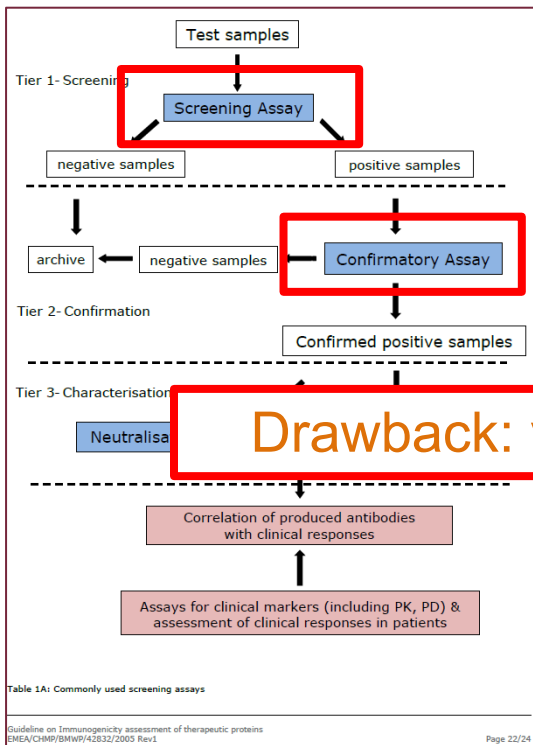 Test samples
Tier 1- Screening
Screening Assay
negative samples
positive samples
archive
negative samples
Confirmatory Assay
Tier 2- Confirmation
Confirmed positive samples
Tier 3- Characterisation
Neutralisa
Drawback:
Correlation of produced antibodies
with clinical responses
Assays for clinical markers (including PK, PD) &
assessment of clinical responses in patients
Table 1A: Commonly used screening assays
Guideline on Immunogenicity assessment of therapeutic proteins
EMEA/CHMP/BMWP/42832/2005 Rev1
Page 22/24